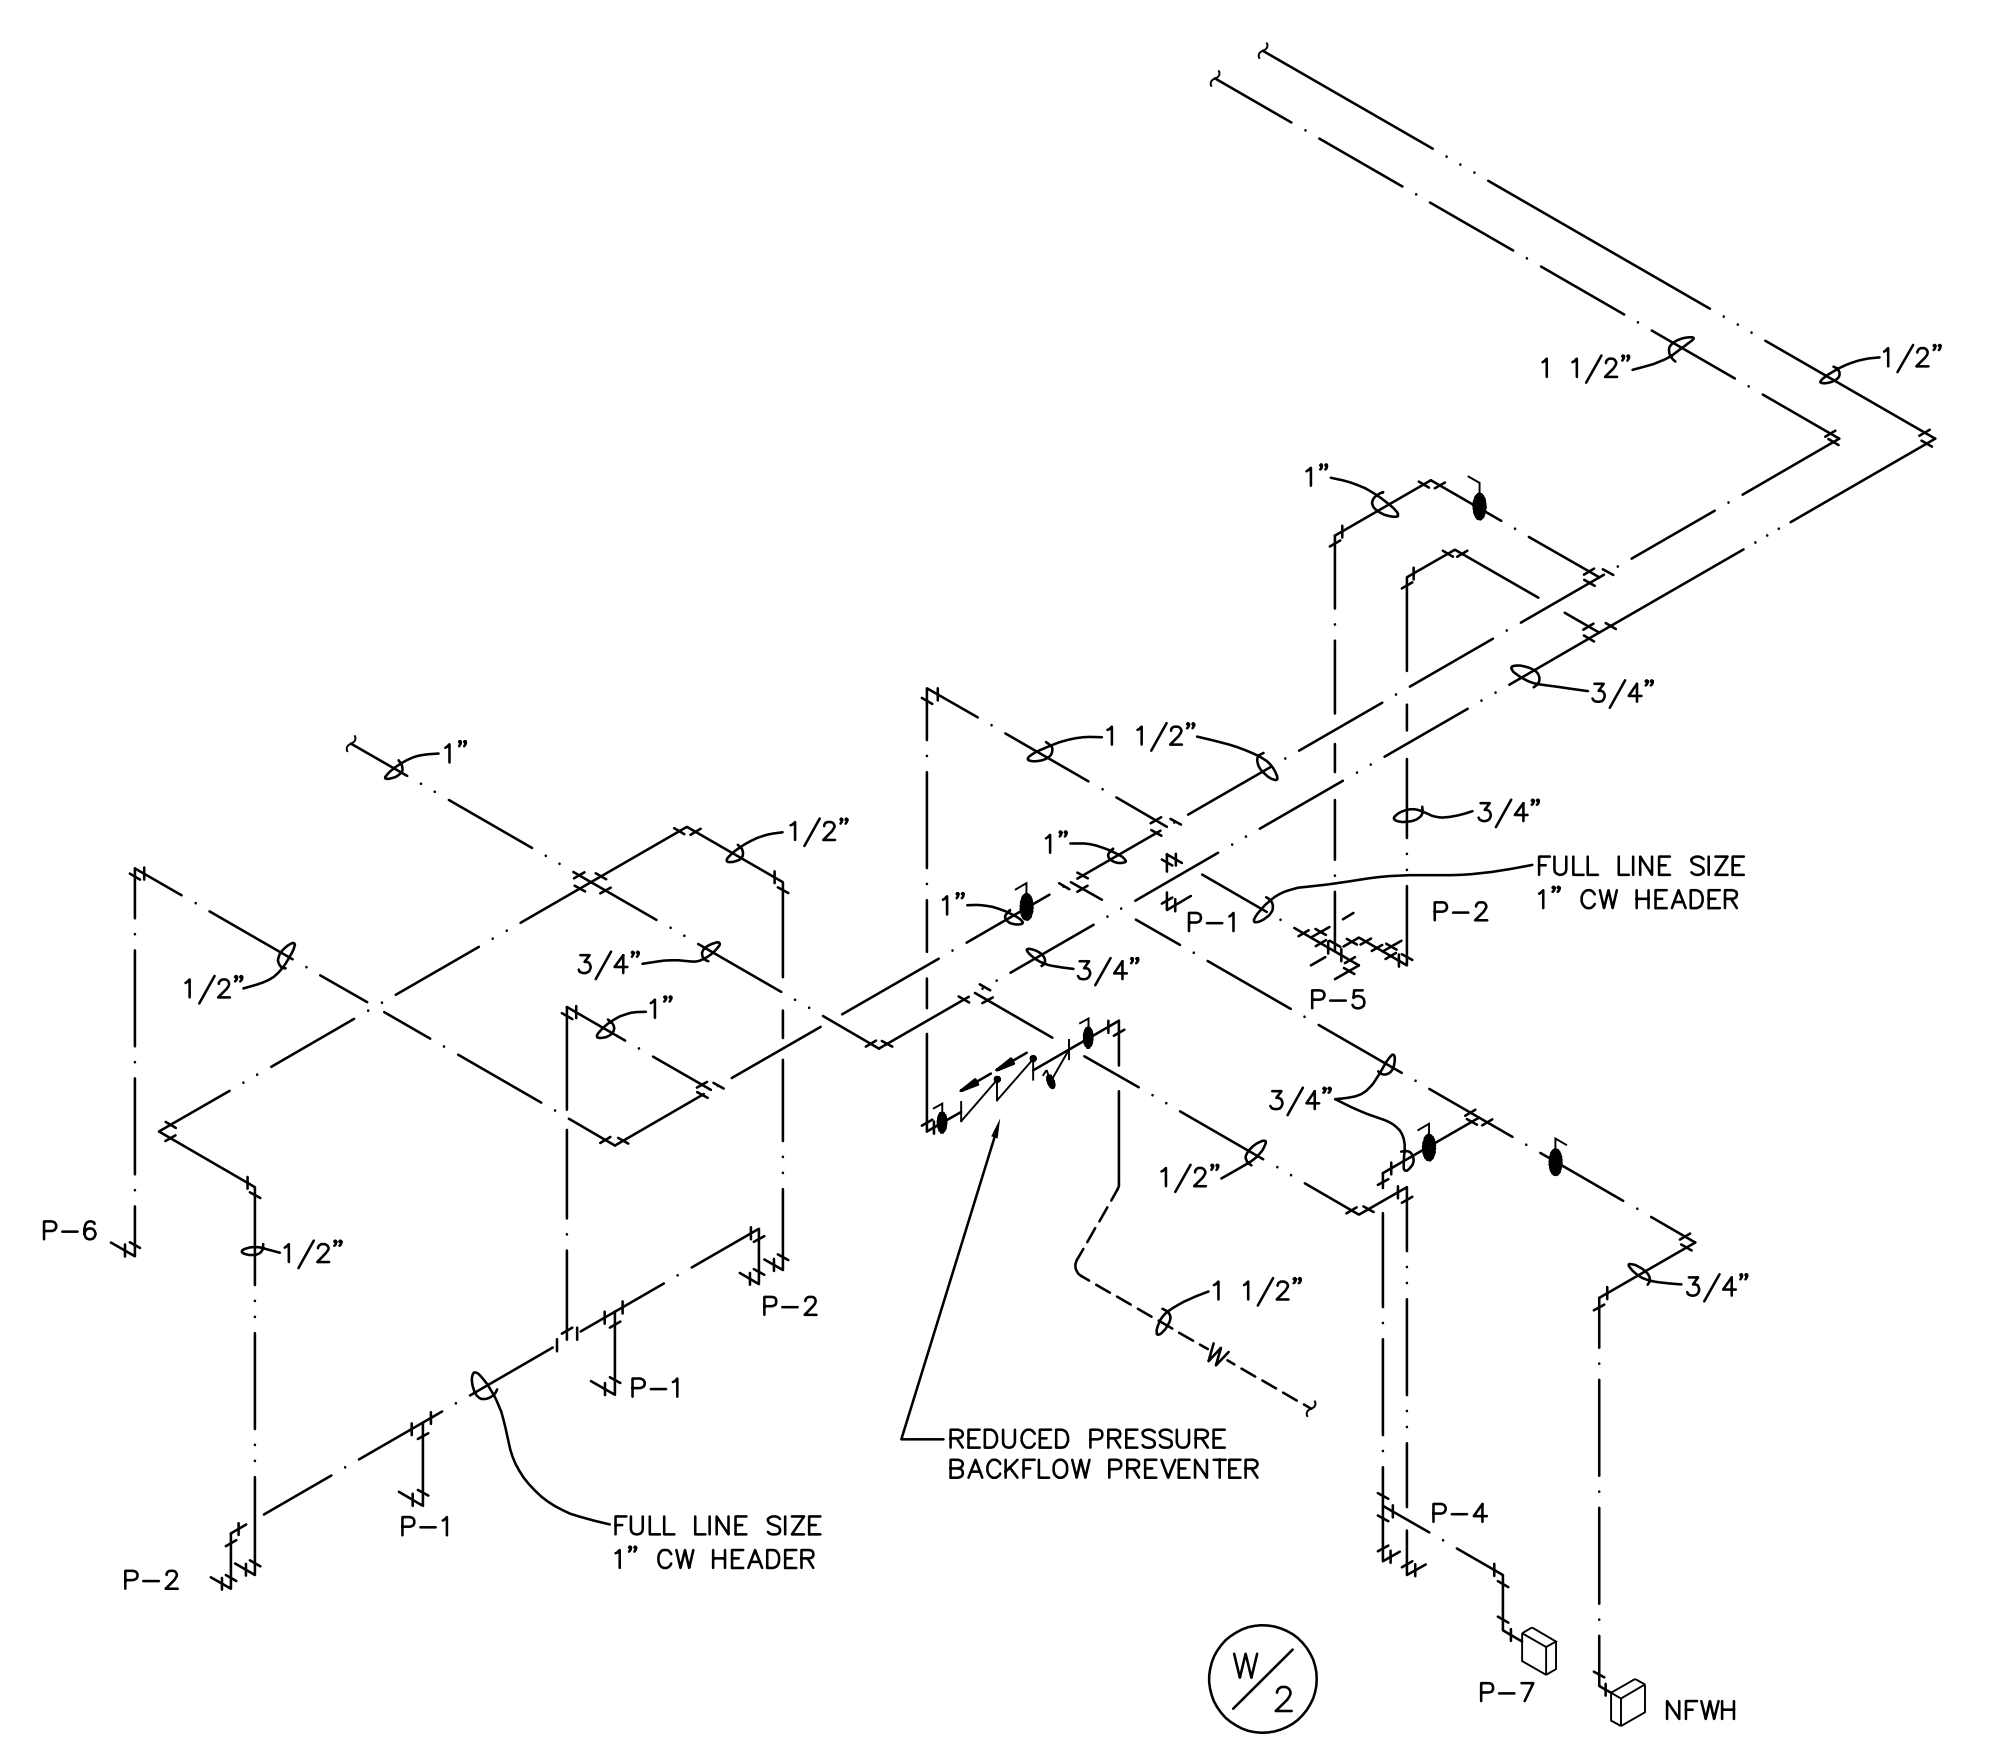 1 1/2”
1/2”
1”
3/4”
1”
1 1/2”
3/4”
1/2”
1”
FULL LINE SIZE
1” CW HEADER
1”
P-1
P-2
3/4”
3/4”
1/2”
1”
P-5
3/4”
1/2”
P-6
1/2”
3/4”
1 1/2”
P-2
P-1
REDUCED PRESSURE
BACKFLOW PREVENTER
P-1
FULL LINE SIZE
1” CW HEADER
P-4
P-2
W
W
2
P-7
NFWH